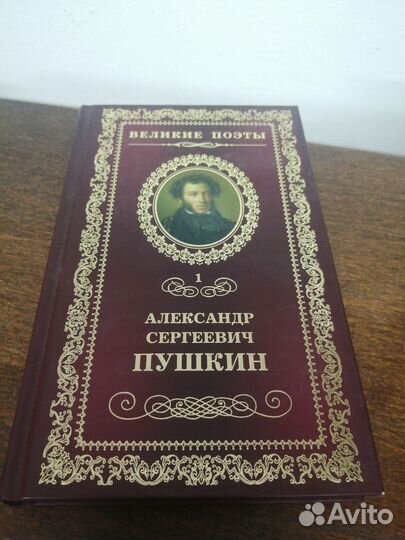 ВЕЛИКИЕ ПОЭТЫ
1
АЛЕКСАНДР
СЕРГЕЕВИЧ
ПУШКИН
Avito